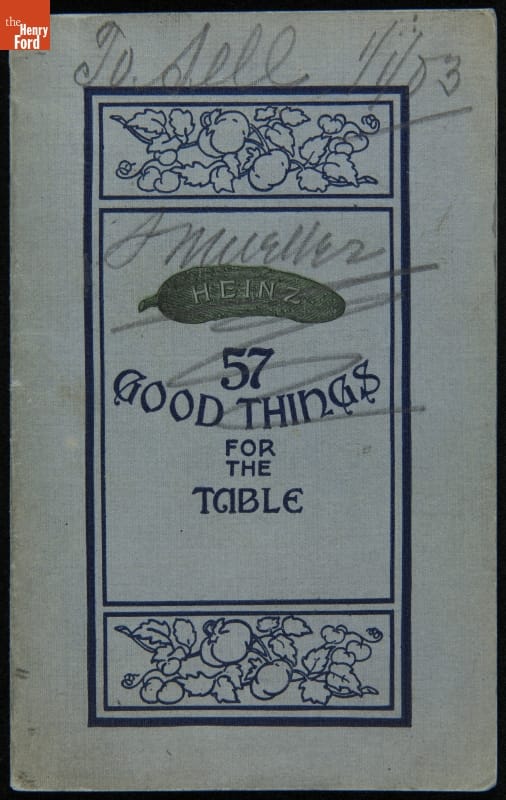 the
Henry
Ford
To Sell 1/1/03
S Mueller
HEINZ
57
GOOD THINGS
FOR
THE
TABLE